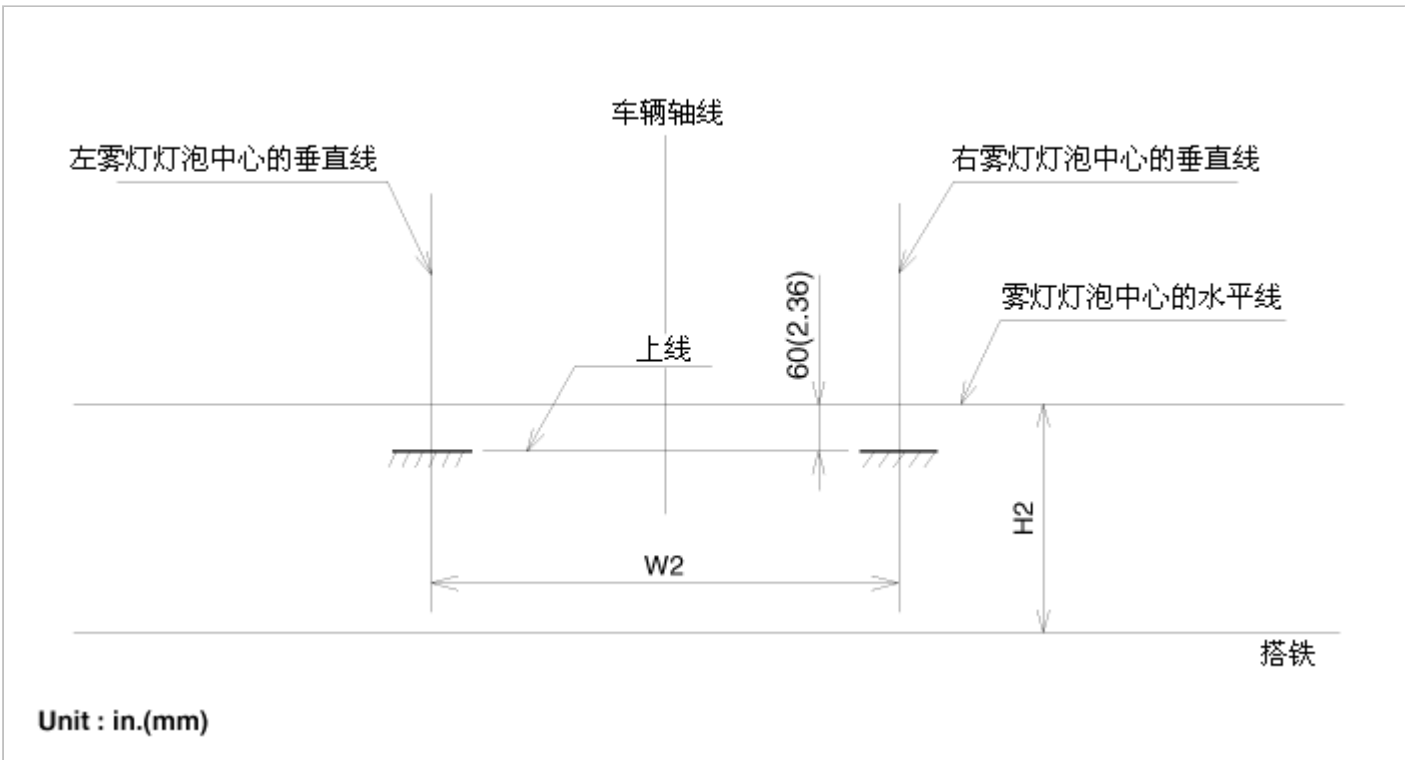 车辆轴线
左雾灯灯泡中心的垂直线
右雾灯灯泡中心的垂直线
60(2.36)
雾灯灯泡中心的水平线
上线
H2
W2
搭铁
Unit : in.(mm)